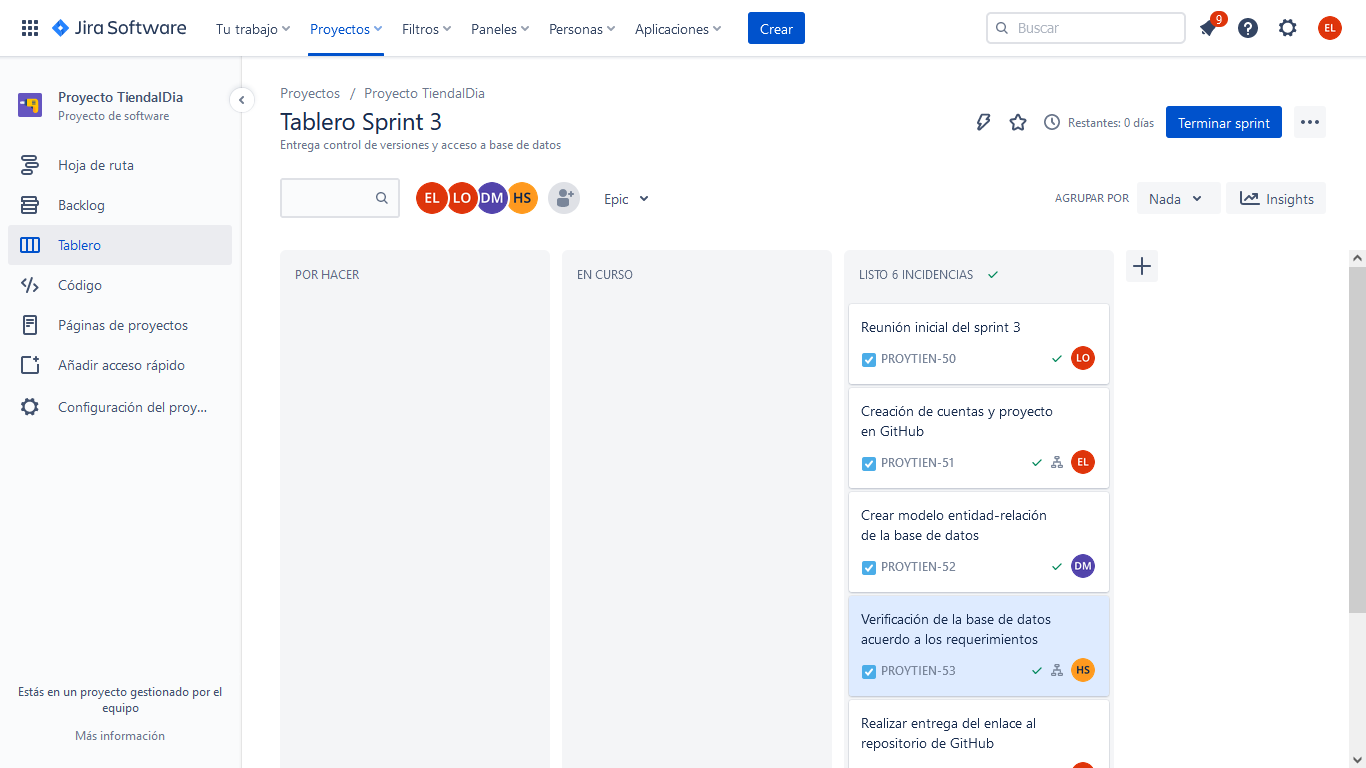 Jira Software
Tu trabajo
Proyectos
Filtros
Paneles
Personas
Aplicaciones
Crear
Buscar
9
EL
Proyecto TiendalDia
Proyecto de software
Hoja de ruta
Backlog
Tablero
Código
Páginas de proyectos
Añadir acceso rápido
Configuración del proy...
Estás en un proyecto gestionado por el
equipo
Más información
Proyectos / Proyecto TiendalDia
Tablero Sprint 3
Entrega control de versiones y acceso a base de datos
Restantes: 0 días
Terminar sprint
EL
LO
DM
HS
Epic
AGRUPAR POR
Nada
Insights
POR HACER
EN CURSO
LISTO 6 INCIDENCIAS
Reunión inicial del sprint 3
PROYTIEN-50
LO
Creación de cuentas y proyecto
en GitHub
PROYTIEN-51
EL
Crear modelo entidad-relación
de la base de datos
PROYTIEN-52
DM
Verificación de la base de datos
acuerdo a los requerimientos
PROYTIEN-53
HS
Realizar entrega del enlace al
repositorio de GitHub